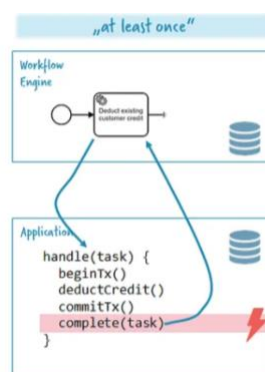 „at least once“
Workflow
Engine
Deduct existing
customer credit
Application
handle(task) {
beginTx()
deductCredit()
commitTx()
complete(task)
}